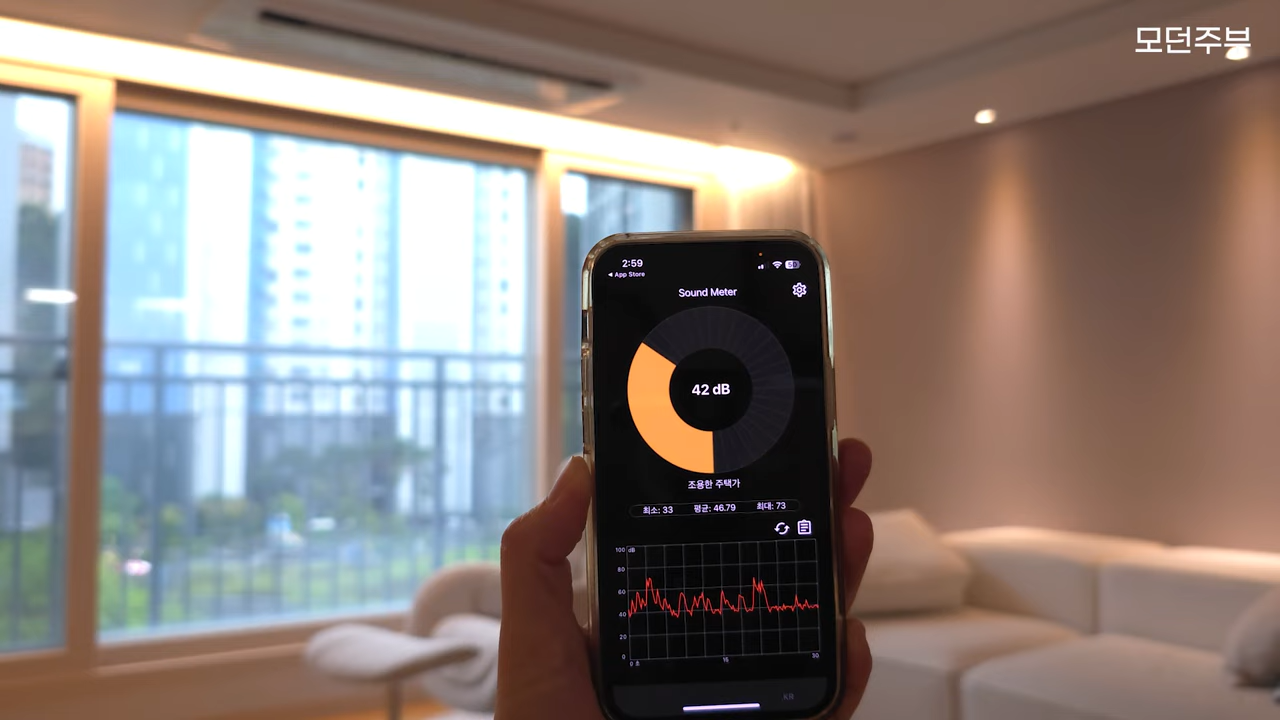 모던주부
2:59
◀ App Store
Sound Meter
42 dB
조용한 주택가
최소: 33 평균: 46.79 최대: 73
100 dB
80
60
40
20
0
0 초 15 30